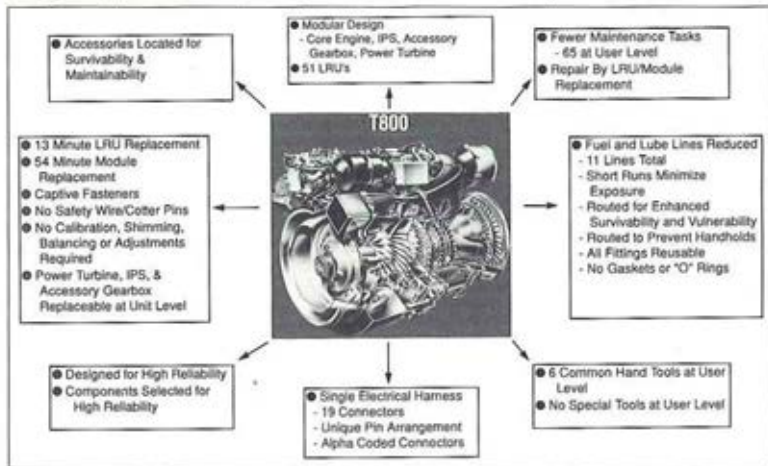 ● Accessories Located for
Survivability &
Maintainability
● Modular Design
- Core Engine, IPS, Accessory
Gearbox, Power Turbine
● 51 LRU's
● Fewer Maintenance Tasks
- 65 at User Level
● Repair By LRU/Module
Replacement
T800
● 13 Minute LRU Replacement
● 54 Minute Module
Replacement
● Captive Fasteners
● No Safety Wire/Cotter Pins
● No Calibration, Shimming,
Balancing or Adjustments
Required
● Power Turbine, IPS, &
Accessory Gearbox
Replaceable at Unit Level
● Fuel and Lube Lines Reduced
- 11 Lines Total
- Short Runs Minimize
Exposure
- Routed for Enhanced
Survivability and Vulnerability
- Routed to Prevent Handholds
- All Fittings Reusable
- No Gaskets or "O" Rings
● Designed for High Reliability
● Components Selected for
High Reliability
● Single Electrical Harness
- 19 Connectors
- Unique Pin Arrangement
- Alpha Coded Connectors
● 6 Common Hand Tools at User
Level
● No Special Tools at User Level